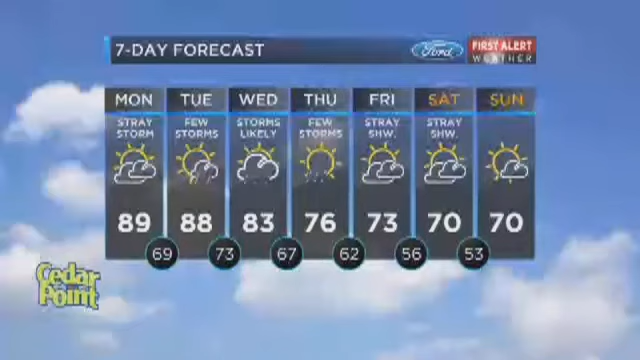 7-DAY FORECAST
Ford
FIRST ALERT
WEATHER
MON TUE WED THU FRI SAT SUN
STRAY STORM
FEW STORMS
STORMS LIKELY
FEW STORMS
STRAY SHW.
STRAY SHW.
89 88 83 76 73 70 70
69 73 67 62 56 53
Cedar
Point